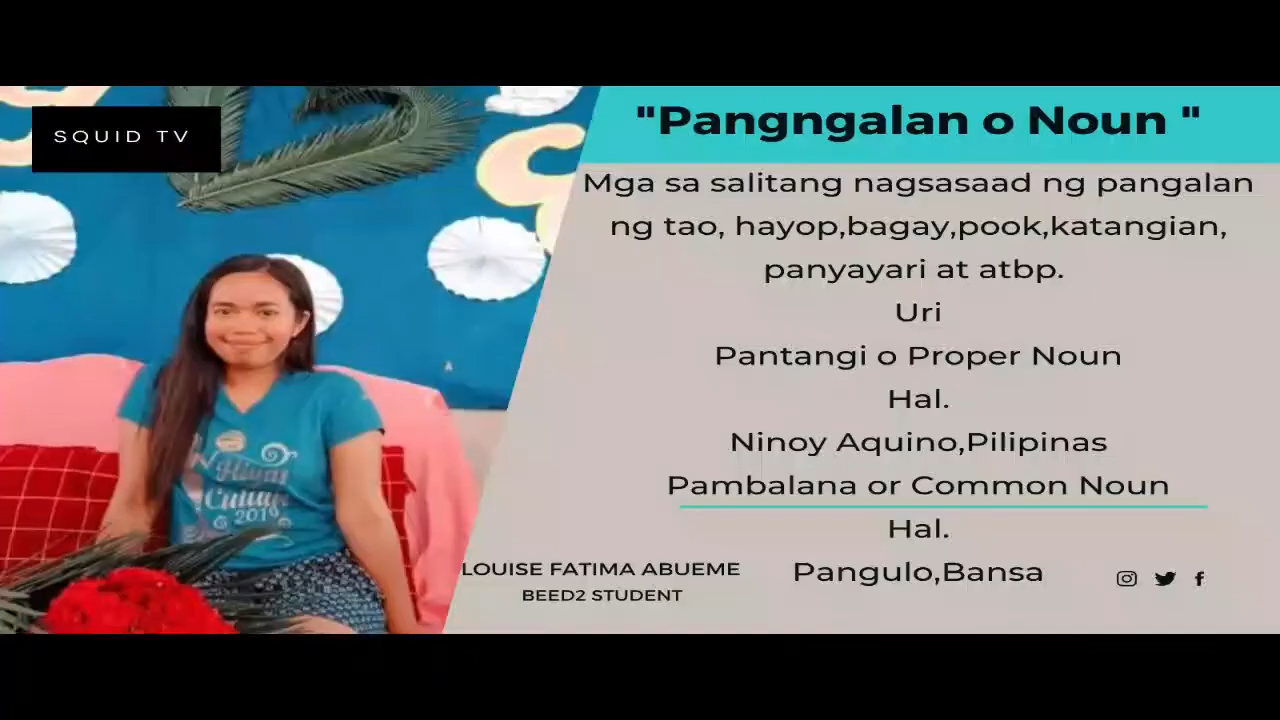 SQUID TV
"Pangngalan o Noun "
Mga sa salitang nagsasaad ng pangalan
ng tao, hayop,bagay,pook,katangian,
panyayari at atbp.
Uri
Pantangi o Proper Noun
Hal.
Ninoy Aquino,Pilipinas
Pambalana or Common Noun
Hal.
Pangulo,Bansa
LOUISE FATIMA ABUEME
BEED2 STUDENT
2019